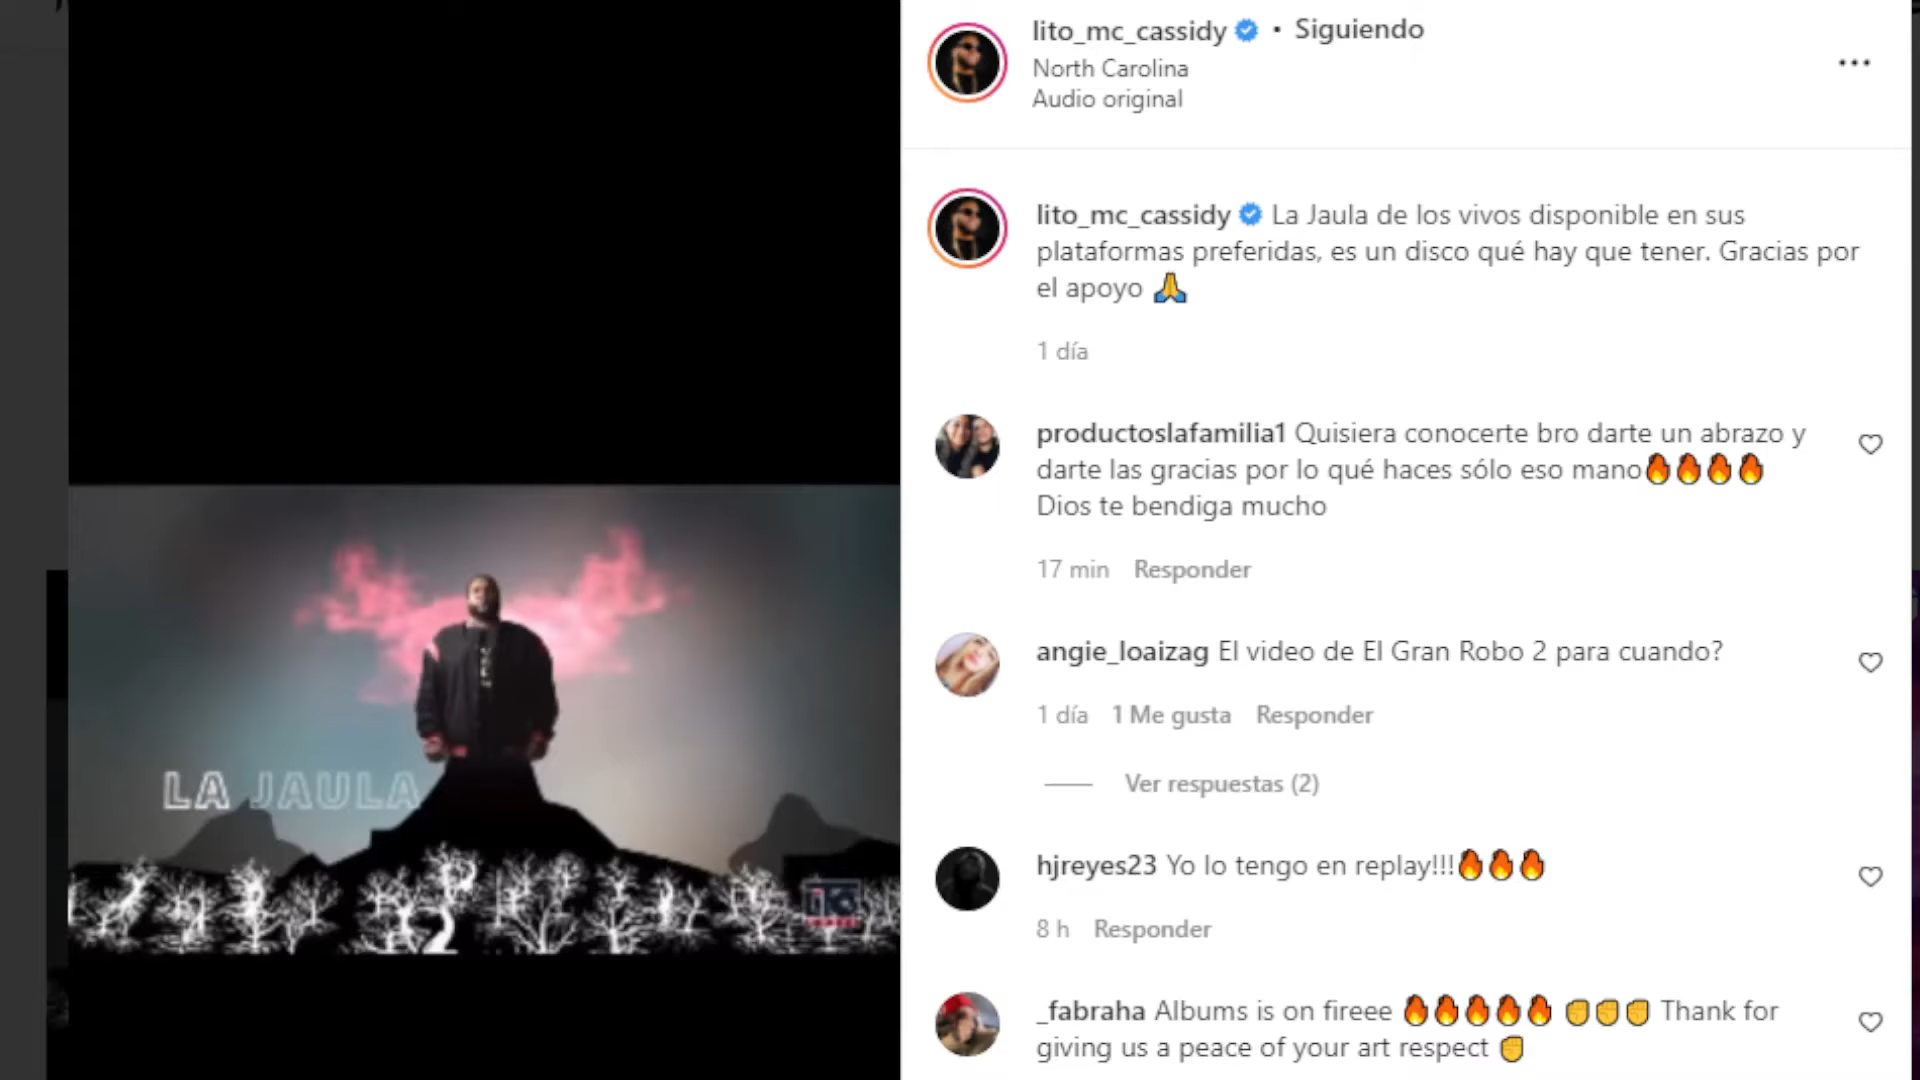 lito_mc_cassidy • Siguiendo
North Carolina
Audio original
lito_mc_cassidy La Jaula de los vivos disponible en sus
plataformas preferidas, es un disco qué hay que tener. Gracias por
el apoyo 🙏
1 día
productoslafamilia1 Quisiera conocerte bro darte un abrazo y
darte las gracias por lo qué haces sólo eso mano🔥🔥🔥🔥
Dios te bendiga mucho
17 min Responder
angie_loaizag El video de El Gran Robo 2 para cuando?
1 día 1 Me gusta Responder
Ver respuestas (2)
hjreyes23 Yo lo tengo en replay!!!🔥🔥🔥
8 h Responder
_fabraha Albums is on fireee 🔥🔥🔥🔥🔥 ✊✊✊ Thank for
giving us a peace of your art respect ✊
LA JAULA